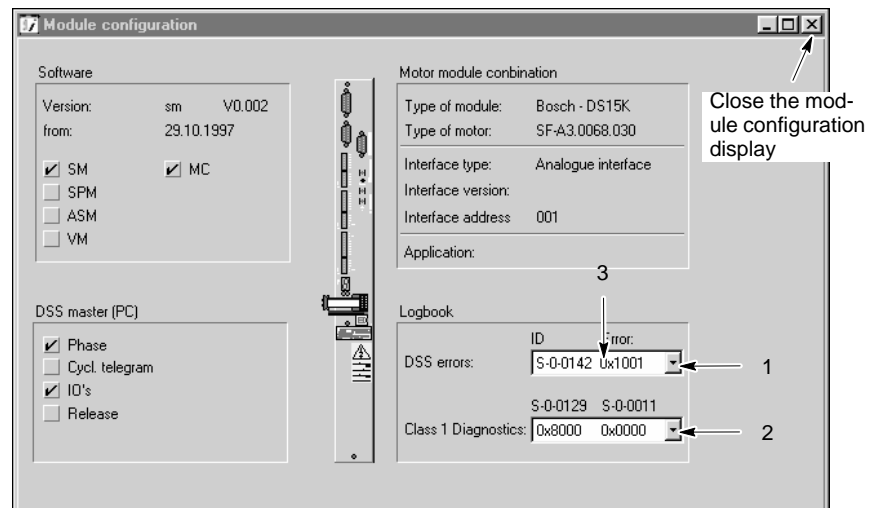 Module configuration
Close the mod-
ule configuration
display
Software
Version: sm V0.002
from: 29.10.1997
SM MC
SPM
ASM
VM
Motor module conbination
Type of module: Bosch - DS15K
Type of motor: SF-A3.0068.030
Interface type: Analogue interface
Interface version:
Interface address 001
Application:
3
DSS master (PC)
Phase
Cycl. telegram
IO's
Release
Logbook
ID Error:
DSS errors: S-0-0142 0x1001 1
S-0-0129 S-0-0011
Class 1 Diagnostics: 0x8000 0x0000 2